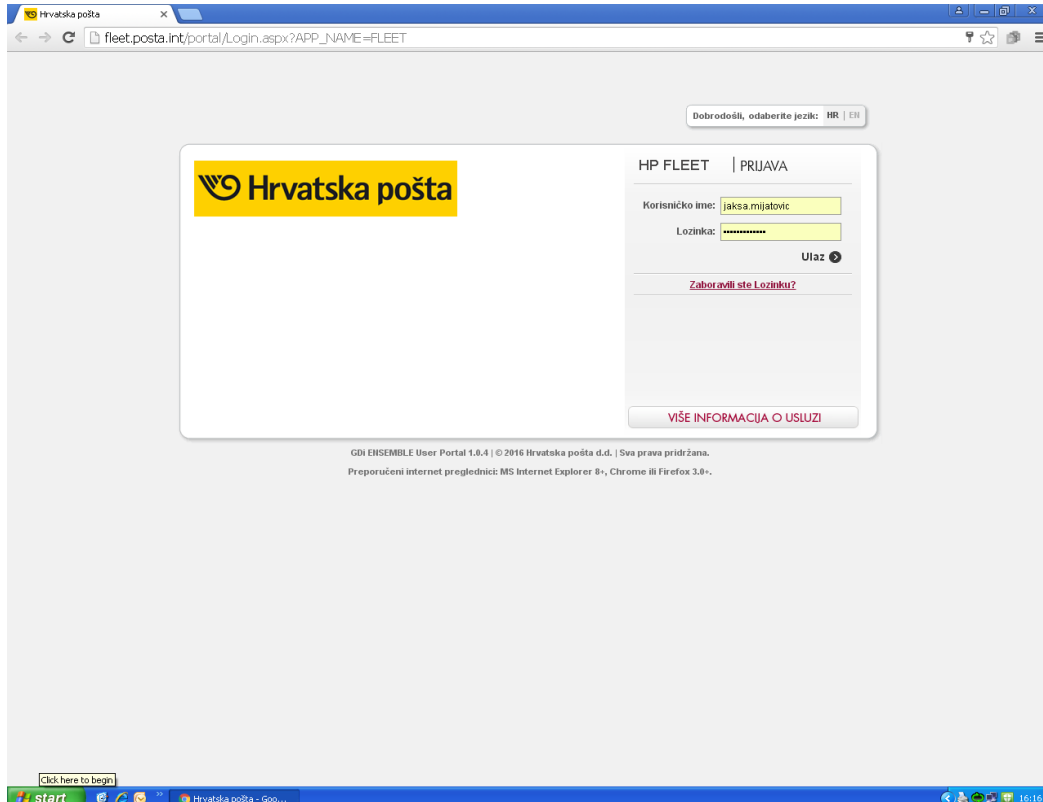 Hrvatska pošta
fleet.posta.int/portal/Login.aspx?APP_NAME=FLEET
Dobrodošli, odaberite jezik: HR | EN
Hrvatska pošta
HP FLEET | PRIJAVA
Korisničko ime: jaksa.mijatovic
Lozinka: •••••••••••••
Ulaz
Zaboravili ste Lozinku?
VIŠE INFORMACIJA O USLUZI
GDi ENSEMBLE User Portal 1.0.4 | © 2016 Hrvatska pošta d.d. | Sva prava pridržana.
Preporučeni internet preglednici: MS Internet Explorer 8+, Chrome ili Firefox 3.0+.
Click here to begin
start
Hrvatska pošta - Goo...
16:16